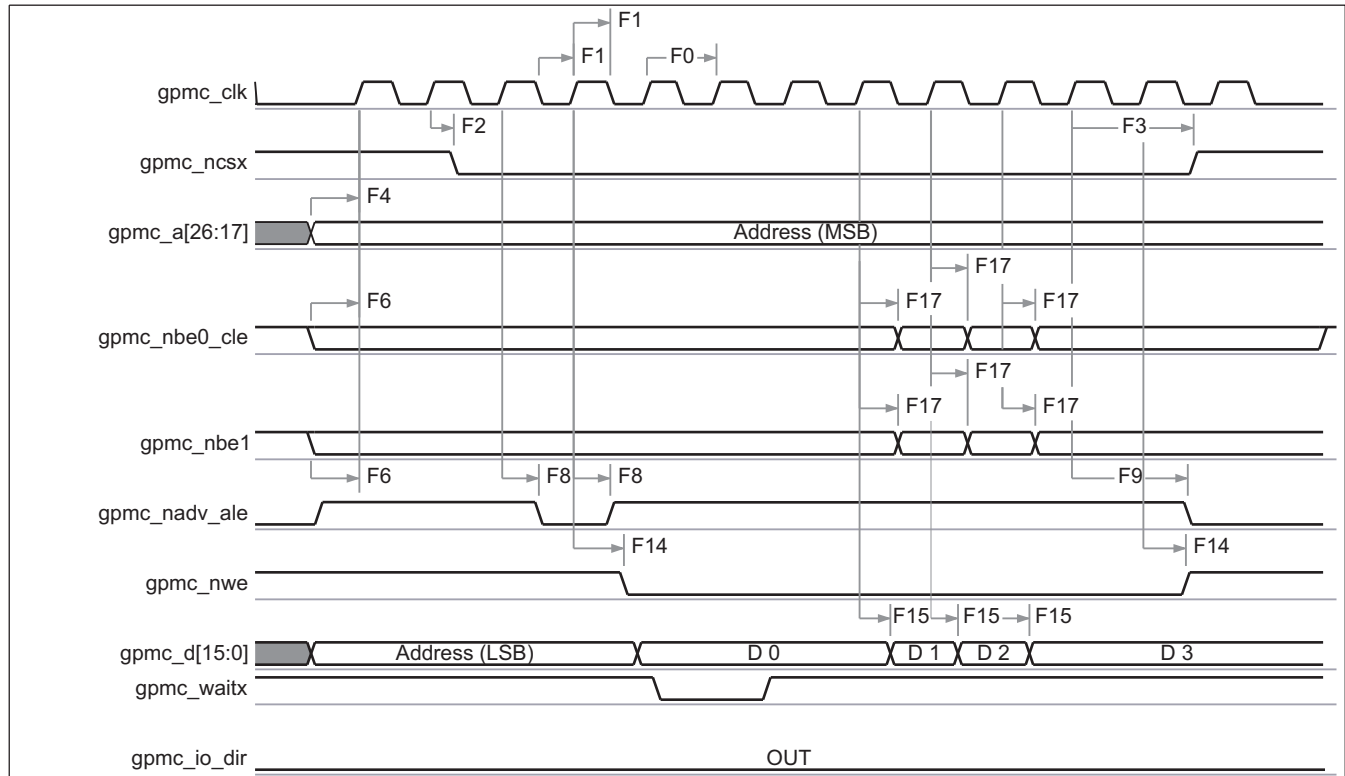 F1
F1 F0
gpmc_clk
F2 F3
gpmc_ncsx
F4
gpmc_a[26:17] Address (MSB)
F17
F6 F17 F17
gpmc_nbe0_cle
F17
F17 F17
gpmc_nbe1
F6 F8 F8 F9
gpmc_nadv_ale
F14 F14
gpmc_nwe
F15 F15 F15
gpmc_d[15:0] Address (LSB) D 0 D 1 D 2 D 3
gpmc_waitx
gpmc_io_dir OUT